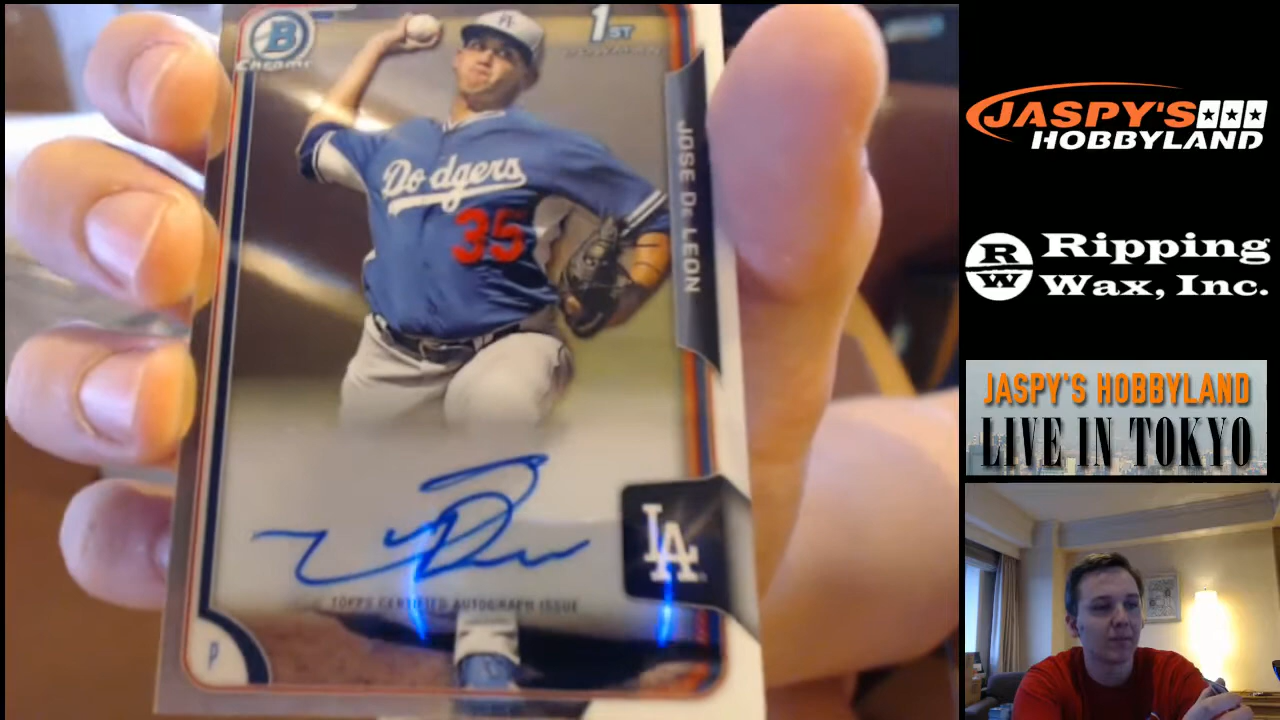 B
Chrome
1ST
BOWMAN
JOSE DE LEON
Dodgers
35
LA
TOPPS CERTIFIED AUTOGRAPH ISSUE
P
JASPY'S
HOBBYLAND
R
W
Ripping
Wax, Inc.
JASPY'S HOBBYLAND
LIVE IN TOKYO